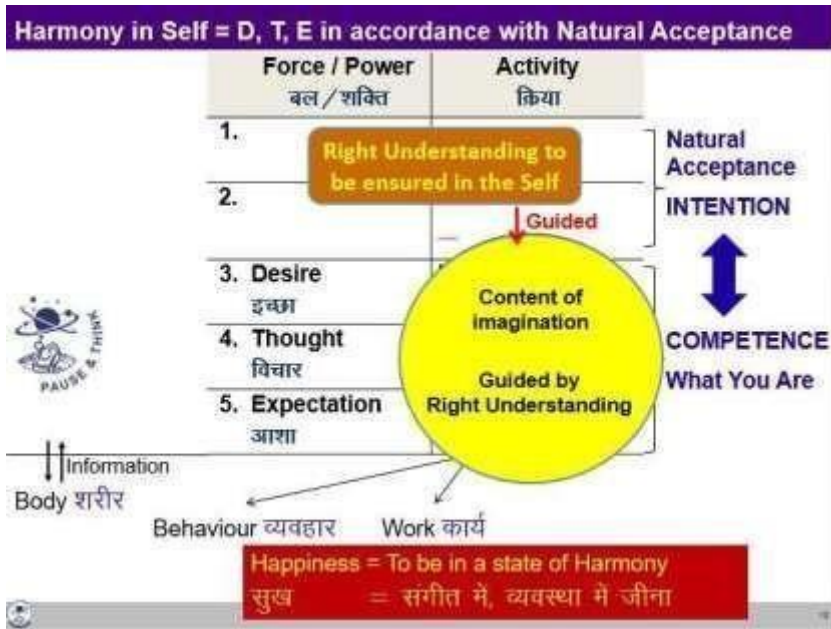 Harmony in Self = D, T, E in accordance with Natural Acceptance
Force / Power
बल / शक्ति
Activity
क्रिया
1.
Right Understanding to
be ensured in the Self
2.
Guided
Natural
Acceptance
INTENTION
3. Desire
इच्छा
4. Thought
विचार
5. Expectation
आशा
Content of
imagination
Guided by
Right Understanding
COMPETENCE
What You Are
PAUSE & THINK
Information
Body शरीर
Behaviour व्यवहार
Work कार्य
Happiness = To be in a state of Harmony
सुख = संगीत में, व्यवस्था में जीना